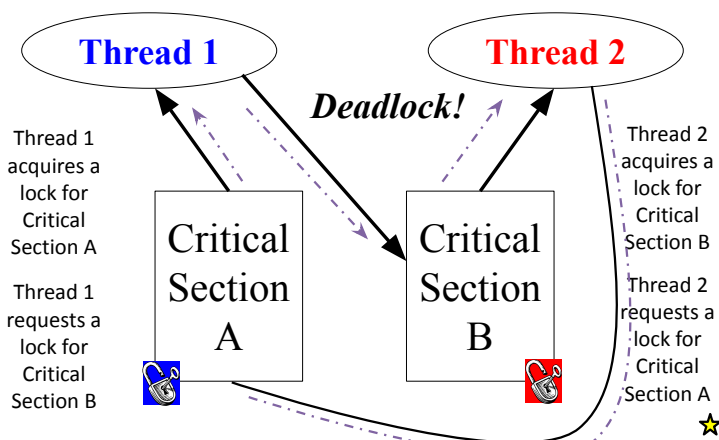 Thread 1
Thread 2
Deadlock!
Thread 1
acquires a
lock for
Critical
Section A
Thread 1
requests a
lock for
Critical
Section B
Critical
Section
A
Critical
Section
B
Thread 2
acquires a
lock for
Critical
Section B
Thread 2
requests a
lock for
Critical
Section A